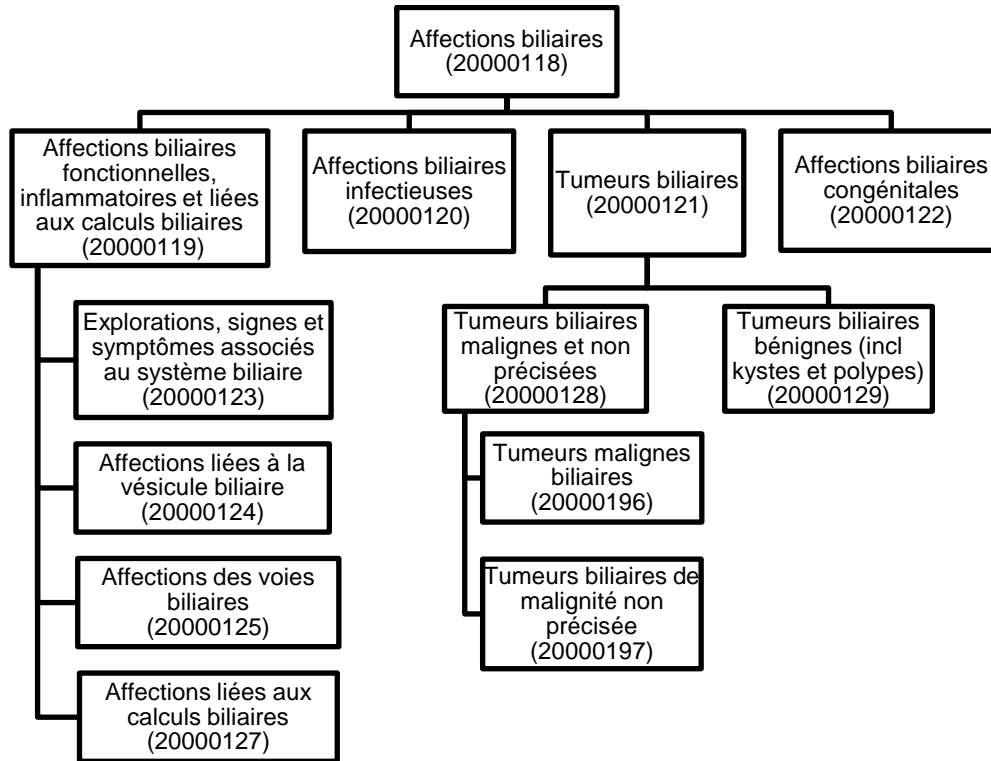 Affections biliaires
(20000118)
Affections biliaires
fonctionnelles,
inflammatoires et liées
aux calculs biliaires
(20000119)
Affections biliaires
infectieuses
(20000120)
Tumeurs biliaires
(20000121)
Affections biliaires
congénitales
(20000122)
Explorations, signes et
symptômes associés
au système biliaire
(20000123)
Affections liées à la
vésicule biliaire
(20000124)
Affections des voies
biliaires
(20000125)
Affections liées aux
calculs biliaires
(20000127)
Tumeurs biliaires
malignes et non
précisées
(20000128)
Tumeurs malignes
biliaires
(20000196)
Tumeurs biliaires de
malignité non
précisée
(20000197)
Tumeurs biliaires
bénignes (incl
kystes et polypes)
(20000129)